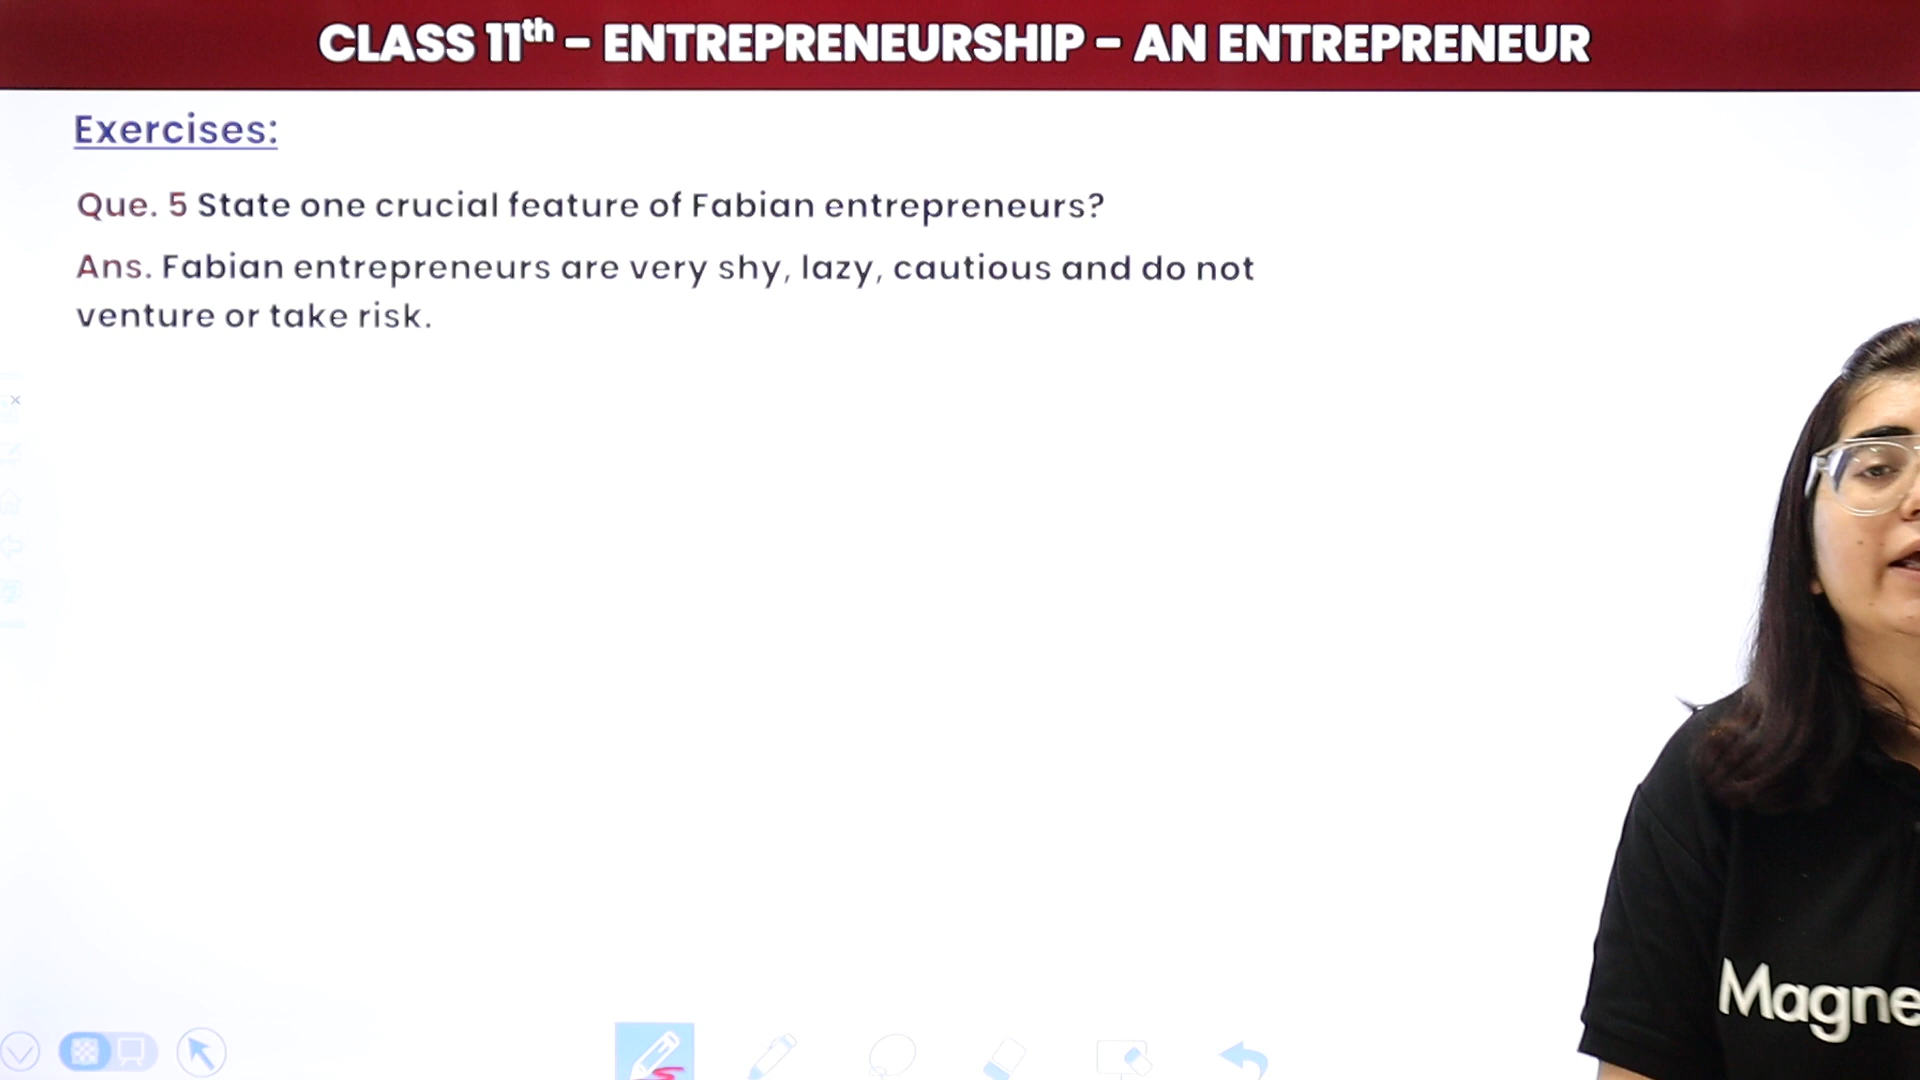 CLASS 11th – ENTREPRENEURSHIP – AN ENTREPRENEUR
Exercises:
Que. 5 State one crucial feature of Fabian entrepreneurs?
Ans. Fabian entrepreneurs are very shy, lazy, cautious and do not
venture or take risk.
Magne